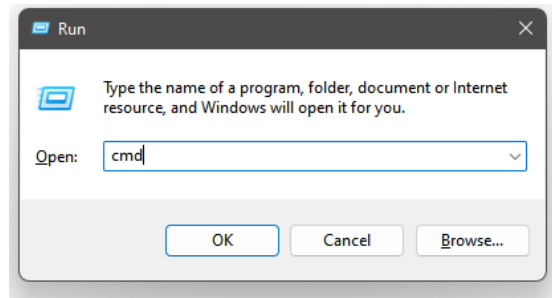 Run
Type the name of a program, folder, document or Internet
resource, and Windows will open it for you.
Open: cmd
OK Cancel Browse...